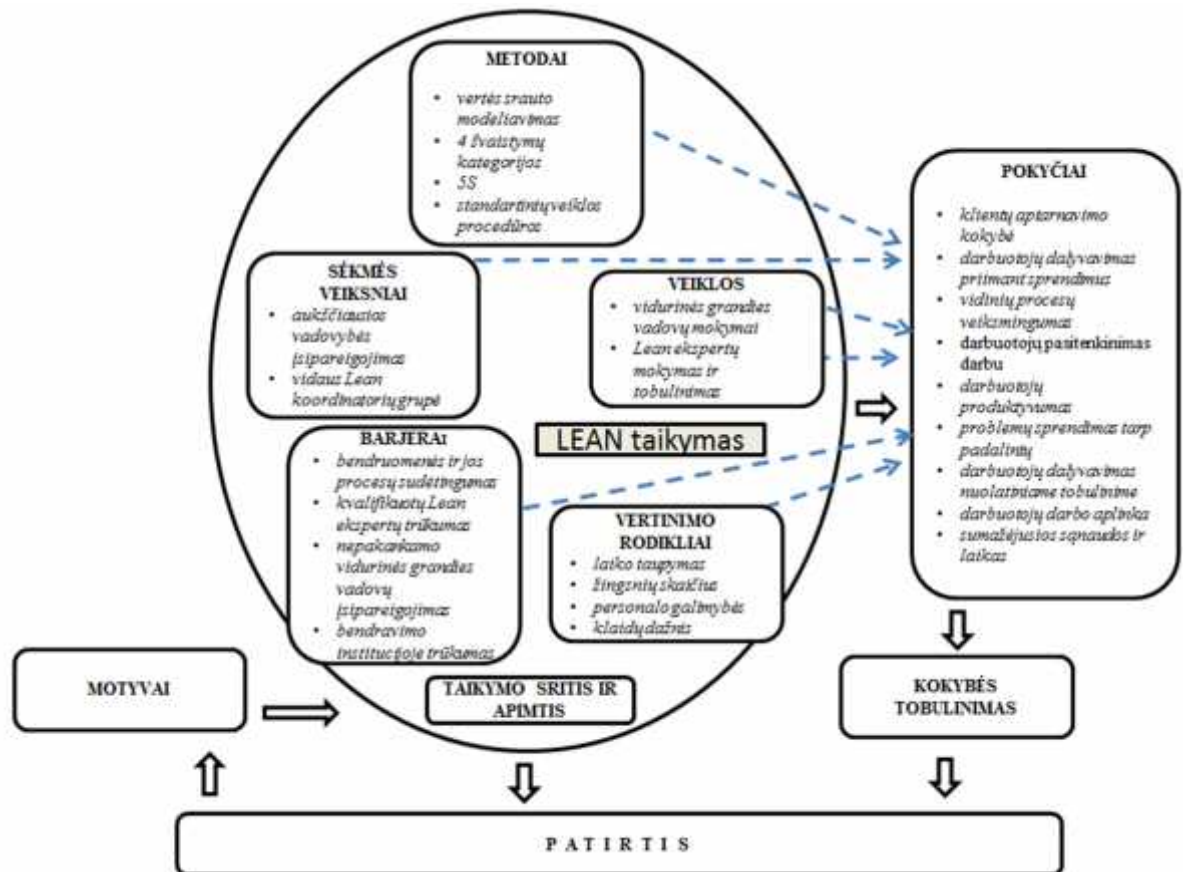 METODAI
vertės srauto
modeliavimas
4 švaistymų
kategorijos
5S
standartinių veiklos
procedūros
SĖKMĖS
VEIKSNIAI
aukščiausios
vadovybės
įsipareigojimas
vidaus Lean
koordinatorių grupė
VEIKLOS
vidurinės grandies
vadovų mokymai
Lean ekspertų
mokymas ir
tobulinimas
LEAN taikymas
BARJERAI
bendruomenės ir jos
procesų sudėtingumas
kvalifikuotų Lean
ekspertų trūkumas
nepakankamo
vidurinės grandies
vadovų
įsipareigojimas
bendravimo
institucijoje trūkumas
VERTINIMO
RODIKLIAI
laiko taupymas
žingsnių skaičius
personalo galimybės
klaidų dažnis
TAIKYMO SRITIS IR
APIMTIS
POKYČIAI
klientų aptarnavimo
kokybė
darbuotojų dalyvavimas
priimant sprendimus
vidinių procesų
veiksmingumas
darbuotojų pasitenkinimas
darbu
darbuotojų
produktyvumas
problemų sprendimas tarp
padalinių
darbuotojų dalyvavimas
nuolatiniame tobulinime
darbuotojų darbo aplinka
sumažėjusios sąnaudos ir
laikas
MOTYVAI
KOKYBĖS
TOBULINIMAS
PATIRTIS